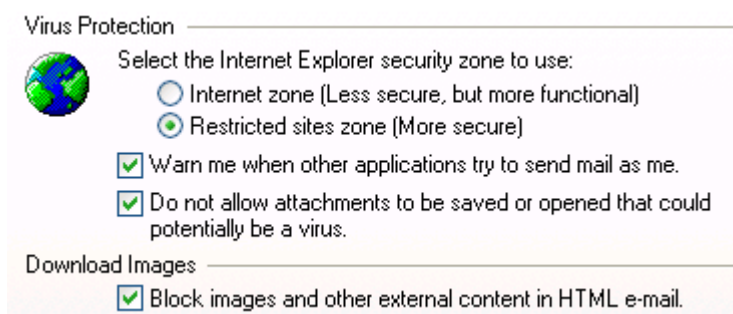 Virus Protection
Select the Internet Explorer security zone to use:
Internet zone (Less secure, but more functional)
Restricted sites zone (More secure)
Warn me when other applications try to send mail as me.
Do not allow attachments to be saved or opened that could
potentially be a virus.
Download Images
Block images and other external content in HTML e-mail.